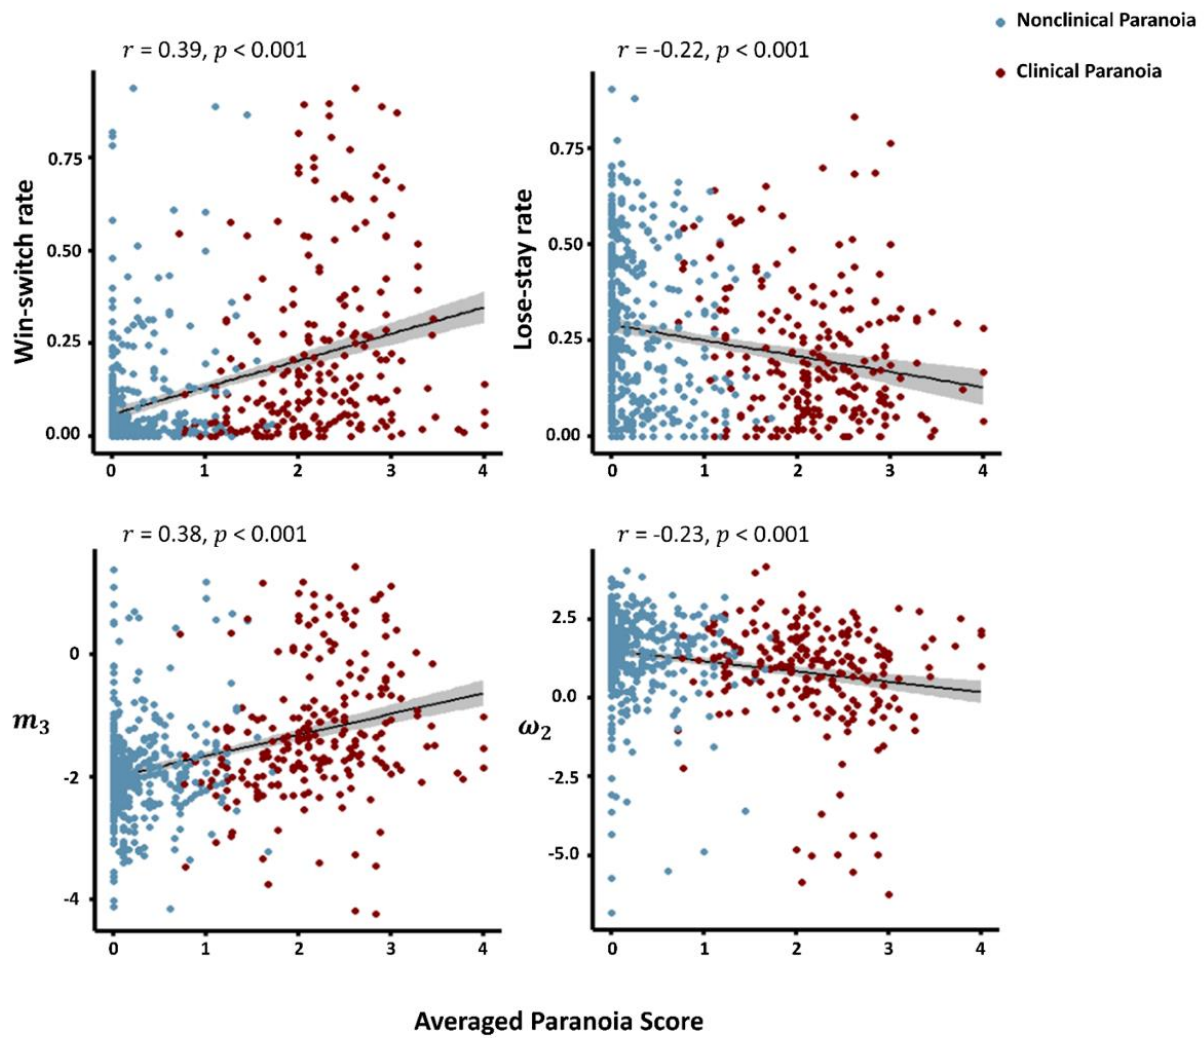 Nonclinical Paranoia
Clinical Paranoia
r = 0.39, p < 0.001
Win-switch rate
0.75
0.50
0.25
0.00
0 1 2 3 4
r = -0.22, p < 0.001
Lose-stay rate
0.75
0.50
0.25
0.00
0 1 2 3 4
r = 0.38, p < 0.001
m₃
0
-2
-4
0 1 2 3 4
r = -0.23, p < 0.001
ω₂
2.5
0.0
-2.5
-5.0
0 1 2 3 4
Averaged Paranoia Score